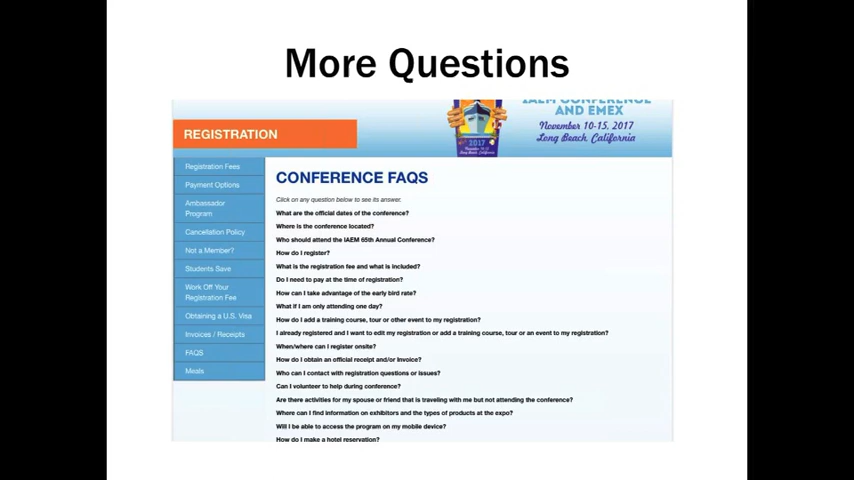 More Questions
IAEM CONFERENCE
AND EMEX
November 10-15, 2017
Long Beach, California
2017
REGISTRATION
Registration Fees
Payment Options
Ambassador
Program
Cancellation Policy
Not a Member?
Students Save
Work Off Your
Registration Fee
Obtaining a U.S. Visa
Invoices / Receipts
FAQS
Meals
CONFERENCE FAQS
Click on any question below to see its answer.
What are the official dates of the conference?
Where is the conference located?
Who should attend the IAEM 65th Annual Conference?
How do I register?
What is the registration fee and what is included?
Do I need to pay at the time of registration?
How can I take advantage of the early bird rate?
What if I am only attending one day?
How do I add a training course, tour or other event to my registration?
I already registered and I want to edit my registration or add a training course, tour or an event to my registration?
When/where can I register onsite?
How do I obtain an official receipt and/or Invoice?
Who can I contact with registration questions or issues?
Can I volunteer to help during conference?
Are there activities for my spouse or friend that is traveling with me but not attending the conference?
Where can I find information on exhibitors and the types of products at the expo?
Will I be able to access the program on my mobile device?
How do I make a hotel reservation?